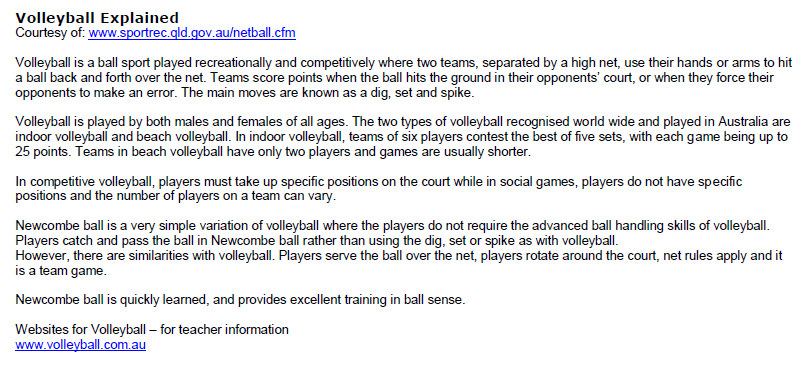 Volleyball Explained
Courtesy of: www.sportrec.qld.gov.au/netball.cfm
Volleyball is a ball sport played recreationally and competitively where two teams, separated by a high net, use their hands or arms to hit
a ball back and forth over the net. Teams score points when the ball hits the ground in their opponents' court, or when they force their
opponents to make an error. The main moves are known as a dig, set and spike.
Volleyball is played by both males and females of all ages. The two types of volleyball recognised world wide and played in Australia are
indoor volleyball and beach volleyball. In indoor volleyball, teams of six players contest the best of five sets, with each game being up to
25 points. Teams in beach volleyball have only two players and games are usually shorter.
In competitive volleyball, players must take up specific positions on the court while in social games, players do not have specific
positions and the number of players on a team can vary.
Newcombe ball is a very simple variation of volleyball where the players do not require the advanced ball handling skills of volleyball.
Players catch and pass the ball in Newcombe ball rather than using the dig, set or spike as with volleyball.
However, there are similarities with volleyball. Players serve the ball over the net, players rotate around the court, net rules apply and it
is a team game.
Newcombe ball is quickly learned, and provides excellent training in ball sense.
Websites for Volleyball – for teacher information
www.volleyball.com.au